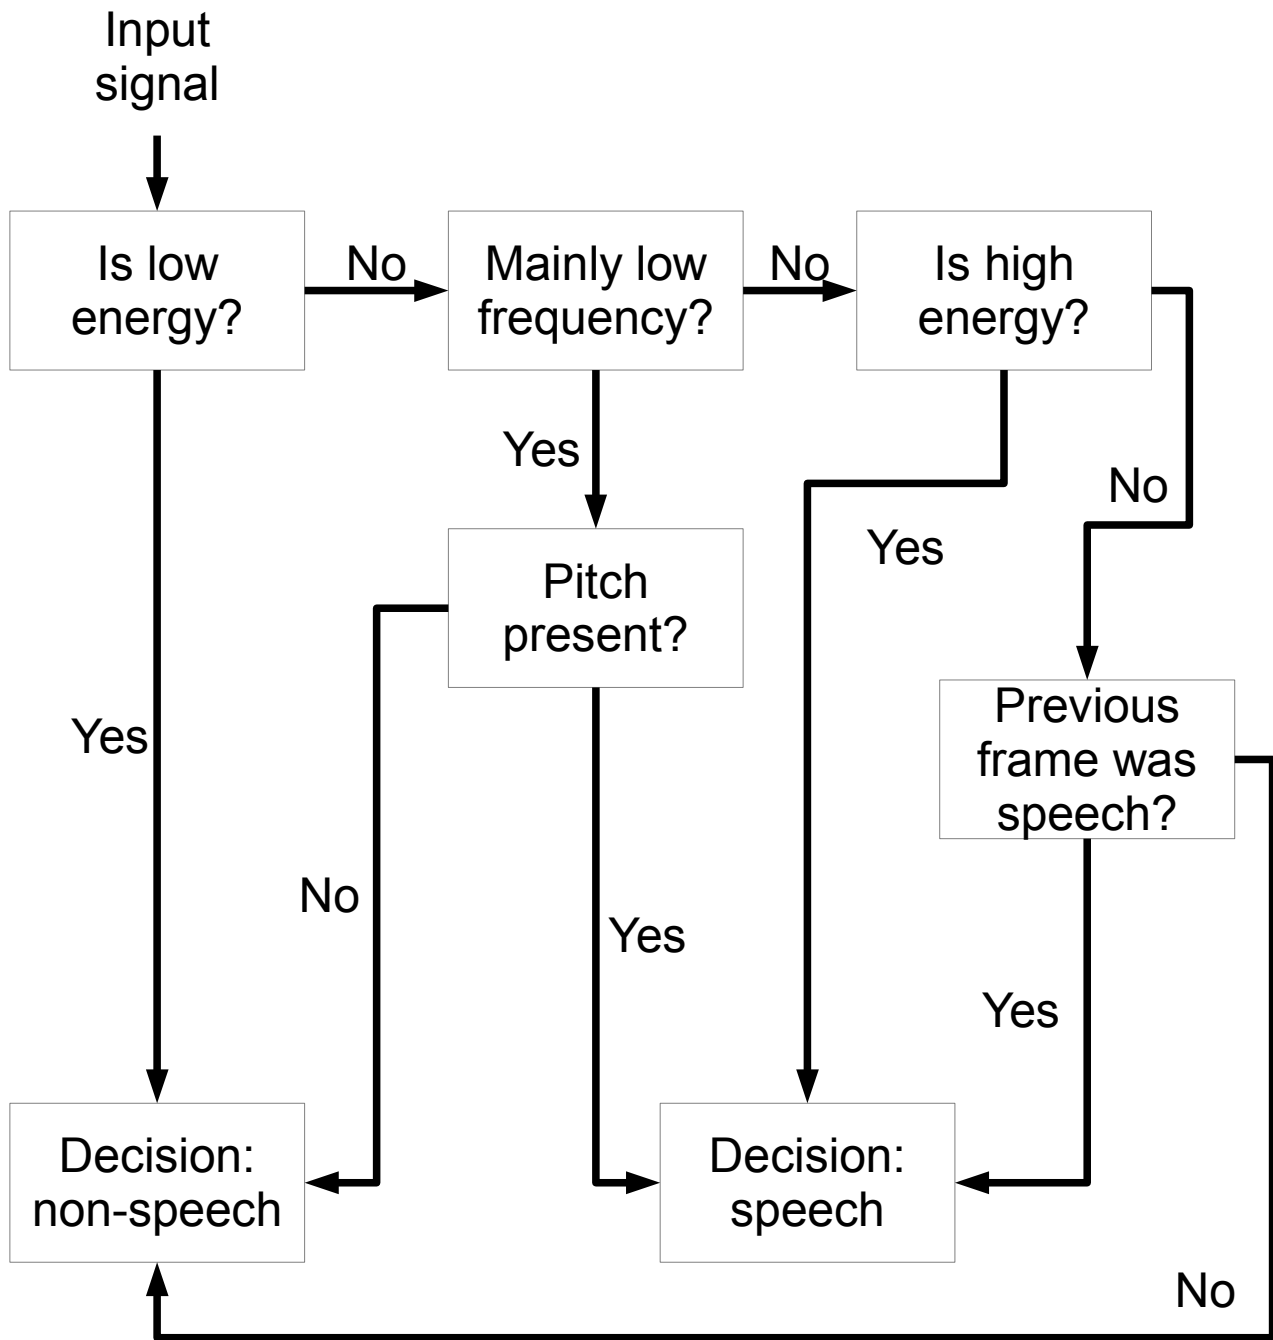 Input
signal
Is low
energy?
No
Mainly low
frequency?
No
Is high
energy?
Yes
No
Yes
Pitch
present?
Yes
Previous
frame was
speech?
No
Yes
Yes
Decision:
non-speech
Decision:
speech
No